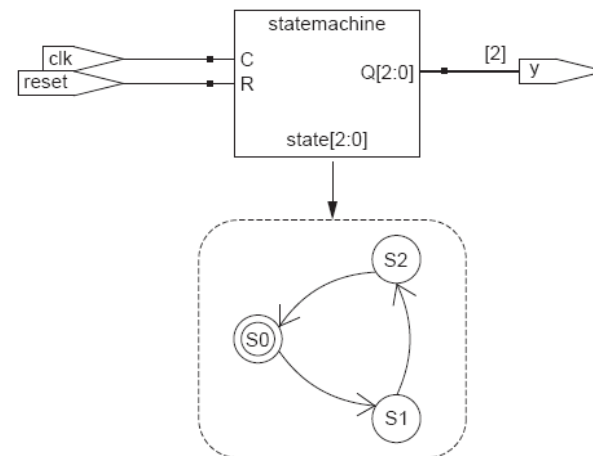 statemachine
clk
C
reset
R
Q[2:0]
[2]
y
state[2:0]
S2
S0
S1